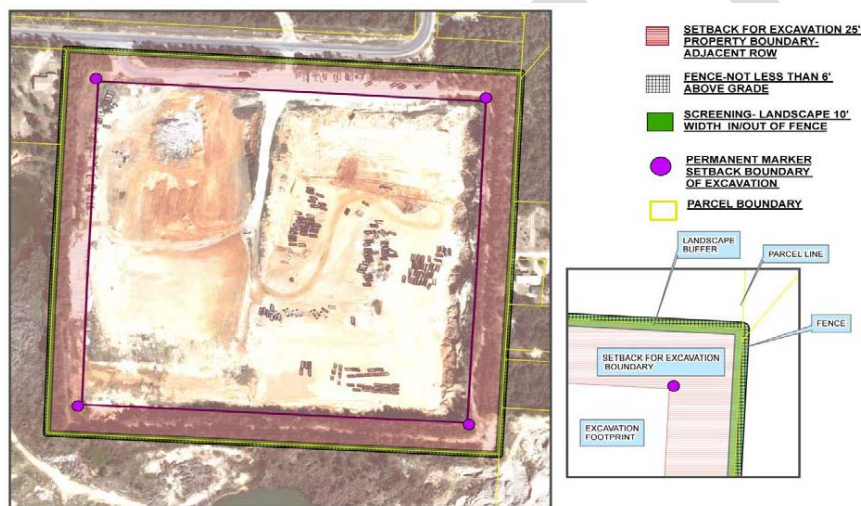 SETBACK FOR EXCAVATION 25'
PROPERTY BOUNDARY-
ADJACENT ROW
FENCE-NOT LESS THAN 6'
ABOVE GRADE
SCREENING- LANDSCAPE 10'
WIDTH IN/OUT OF FENCE
PERMANENT MARKER
SETBACK BOUNDARY
OF EXCAVATION
PARCEL BOUNDARY
LANDSCAPE
BUFFER
PARCEL LINE
FENCE
SETBACK FOR EXCAVATION
BOUNDARY
EXCAVATION
FOOTPRINT